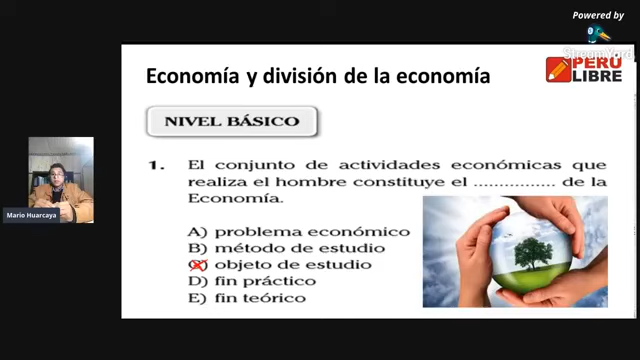 Powered by
StreamYard
Economía y división de la economía
PERÚ
LIBRE
NIVEL BÁSICO
1. El conjunto de actividades económicas que
realiza el hombre constituye el ................ de la
Economía.
A) problema económico
B) método de estudio
C) objeto de estudio
D) fin práctico
E) fin teórico
Mario Huarcaya